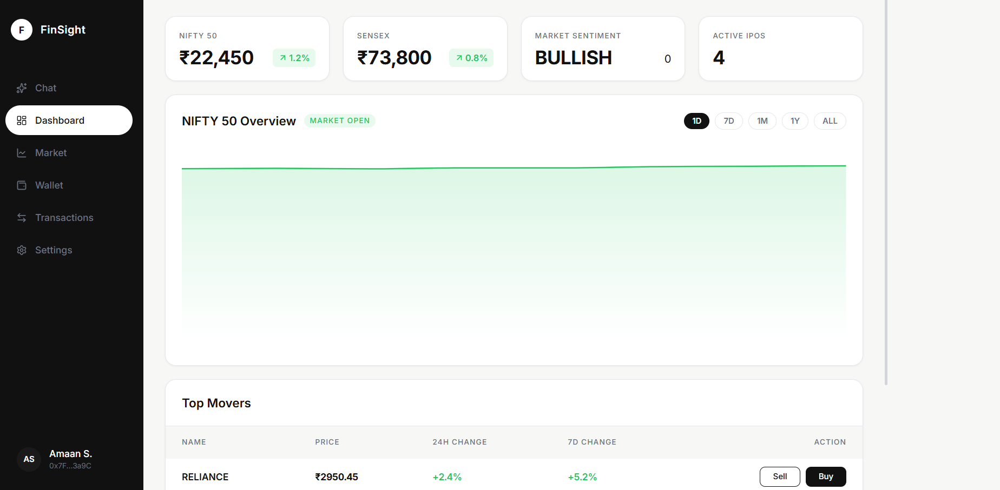 F FinSight
Chat
Dashboard
Market
Wallet
Transactions
Settings
AS Amaan S.
0x7F...3a9C
NIFTY 50
₹22,450 1.2%
SENSEX
₹73,800 0.8%
MARKET SENTIMENT
BULLISH 0
ACTIVE IPOS
4
NIFTY 50 Overview MARKET OPEN 1D 7D 1M 1Y ALL
Top Movers
NAME PRICE 24H CHANGE 7D CHANGE ACTION
RELIANCE ₹2950.45 +2.4% +5.2% Sell Buy